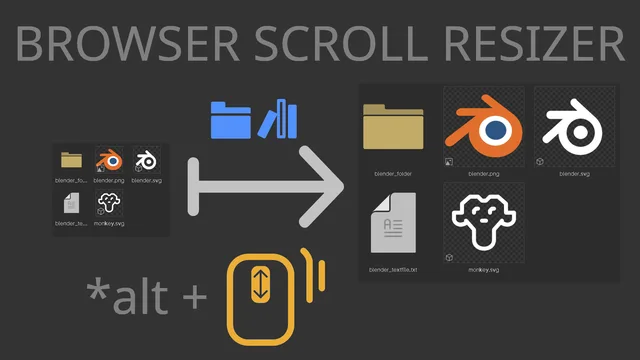 BROWSER SCROLL RESIZER
blender_fo... blender.png blender.svg
blender_te... monkey.svg
blender_folder blender.png blender.svg
blender_textfile.txt monkey.svg
*alt +